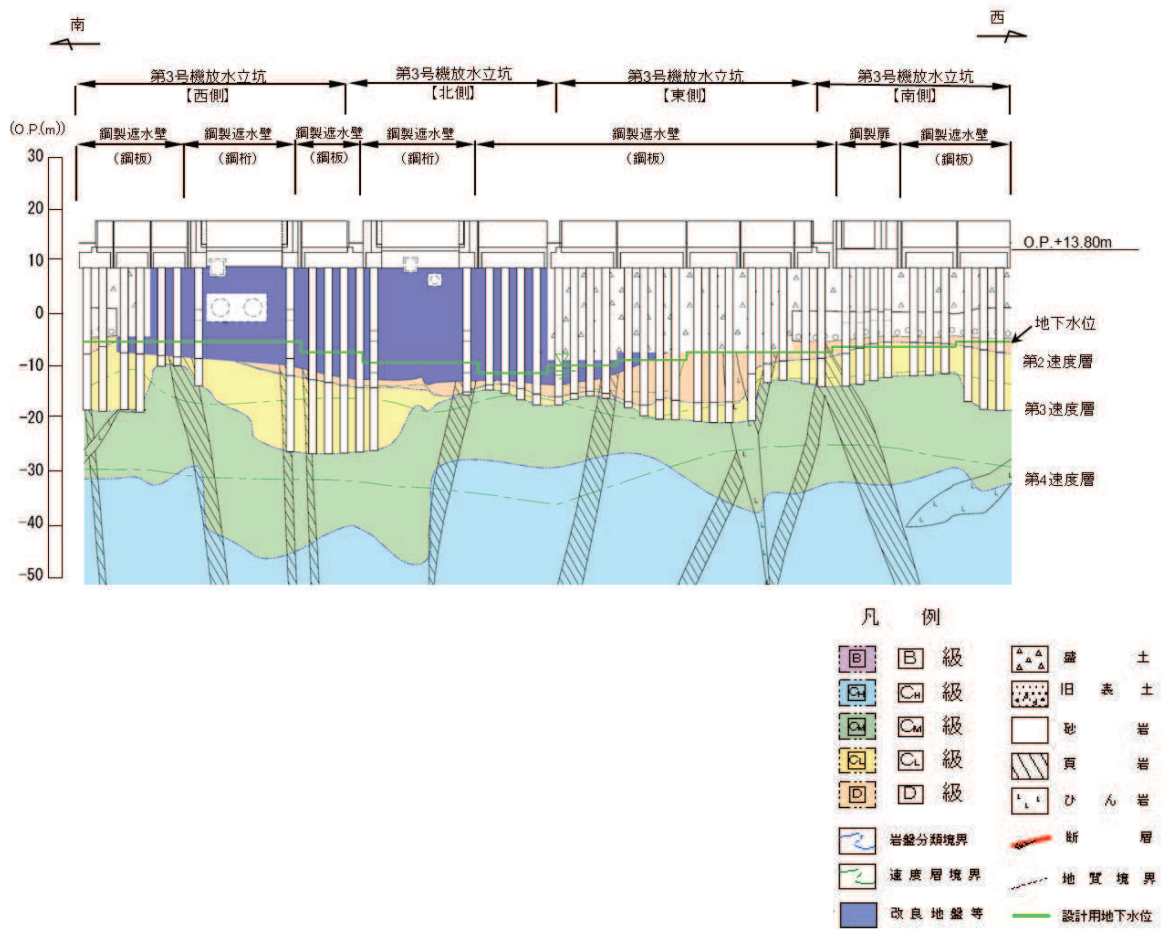 南
西
第3号機放水立坑 第3号機放水立坑 第3号機放水立坑 第3号機放水立坑
【西側】 【北側】 【東側】 【南側】
(O.P.(m))
鋼製遮水壁 鋼製遮水壁 鋼製遮水壁 鋼製遮水壁 鋼製遮水壁 鋼製扉 鋼製遮水壁
(鋼板) (鋼桁) (鋼板) (鋼桁) (鋼板) (鋼板)
30
20
10
0
-10
-20
-30
-40
-50
O.P.+13.80m
地下水位
第2速度層
第3速度層
第4速度層
凡 例
B B 級 盛 土
CH CH 級 旧 表 土
CM CM 級 砂 岩
CL CL 級 頁 岩
D D 級 ひ ん 岩
岩盤分類境界 断 層
速度層境界 地質境界
改良地盤等 設計用地下水位